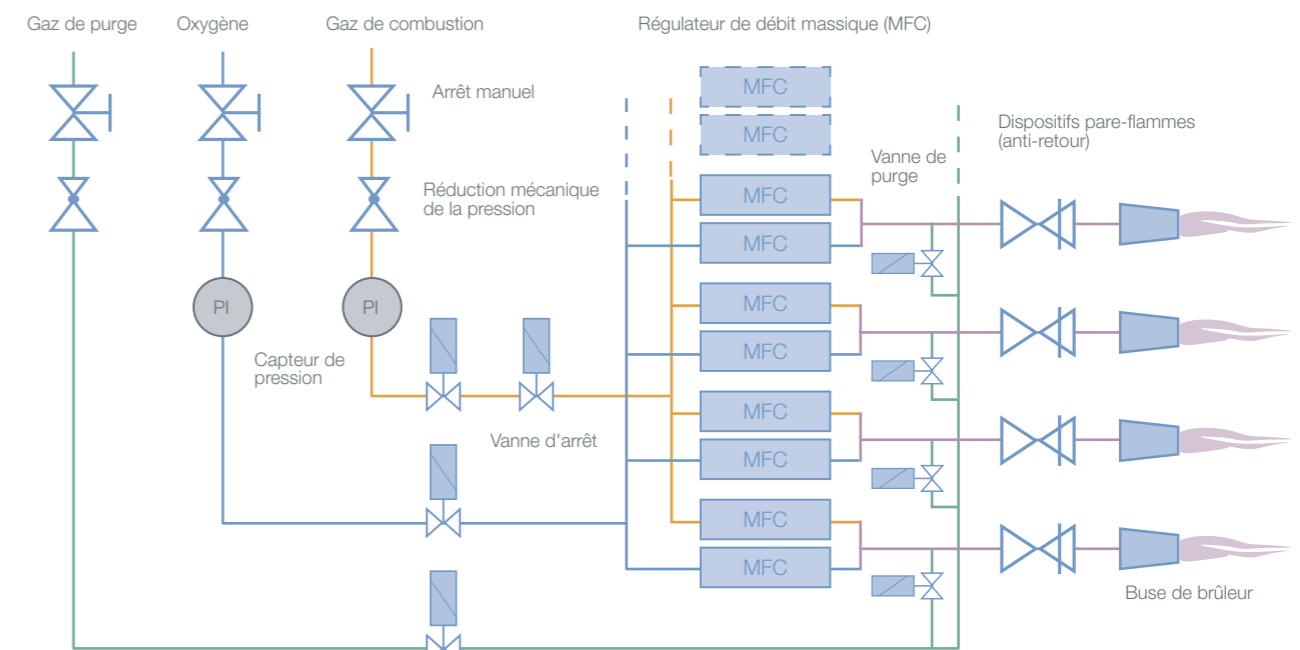 Gaz de purge
Oxygène
Gaz de combustion
Régulateur de débit massique (MFC)
MFC
Arrêt manuel
MFC
Dispositifs pare-flammes
(anti-retour)
Vanne de
purge
Réduction mécanique
de la pression
MFC
MFC
PI
PI
MFC
MFC
Capteur de
pression
MFC
Vanne d'arrêt
MFC
MFC
MFC
Buse de brûleur